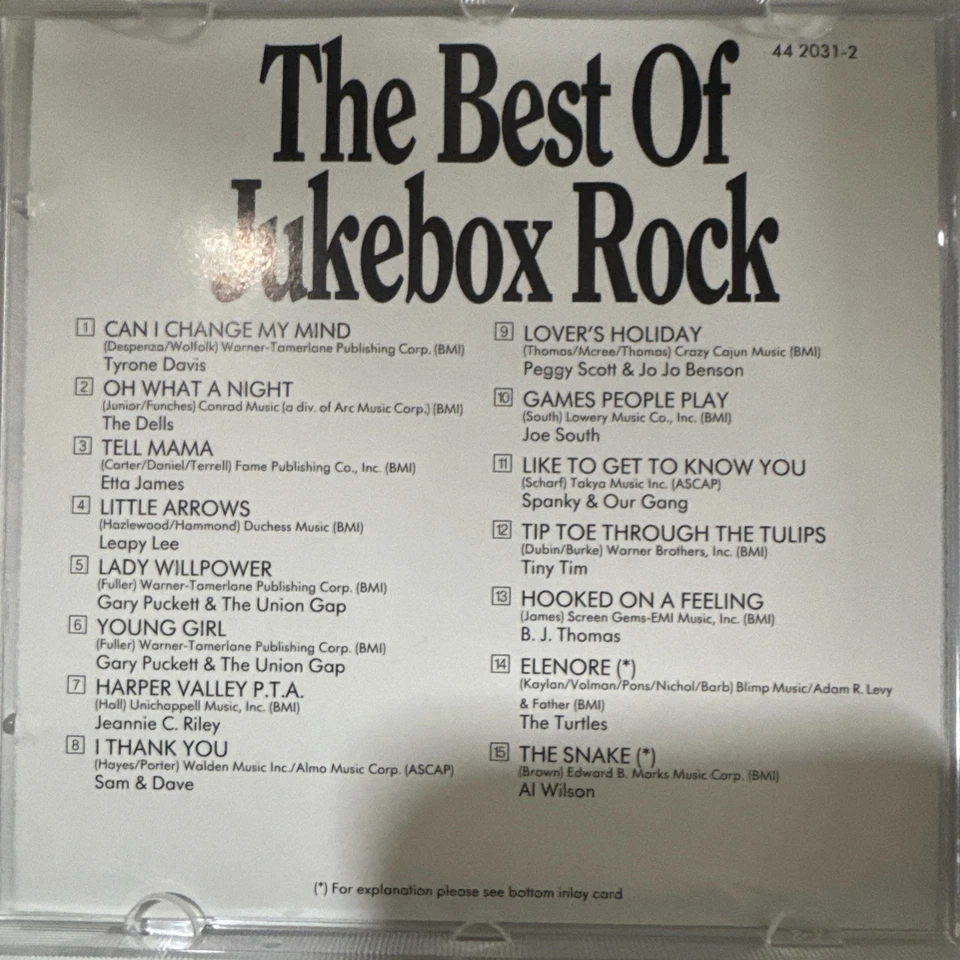 44 2031-2
The Best Of
Jukebox Rock
1 CAN I CHANGE MY MIND
(Despenza/Wolfolk) Warner-Tamerlane Publishing Corp. (BMI)
Tyrone Davis
2 OH WHAT A NIGHT
(Junior/Funches) Conrad Music (a div. of Arc Music Corp.) (BMI)
The Dells
3 TELL MAMA
(Carter/Daniel/Terrell) Fame Publishing Co., Inc. (BMI)
Etta James
4 LITTLE ARROWS
(Hazlewood/Hammond) Duchess Music (BMI)
Leapy Lee
5 LADY WILLPOWER
(Fuller) Warner-Tamerlane Publishing Corp. (BMI)
Gary Puckett & The Union Gap
6 YOUNG GIRL
(Fuller) Warner-Tamerlane Publishing Corp. (BMI)
Gary Puckett & The Union Gap
7 HARPER VALLEY P.T.A.
(Hall) Unichappell Music, Inc. (BMI)
Jeannie C. Riley
8 I THANK YOU
(Hayes/Porter) Walden Music Inc./Almo Music Corp. (ASCAP)
Sam & Dave
9 LOVER'S HOLIDAY
(Thomas/Mcree/Thomas) Crazy Cajun Music (BMI)
Peggy Scott & Jo Jo Benson
10 GAMES PEOPLE PLAY
(South) Lowery Music Co., Inc. (BMI)
Joe South
11 LIKE TO GET TO KNOW YOU
(Scharf) Takya Music Inc. (ASCAP)
Spanky & Our Gang
12 TIP TOE THROUGH THE TULIPS
(Dubin/Burke) Warner Brothers, Inc. (BMI)
Tiny Tim
13 HOOKED ON A FEELING
(James) Screen Gems-EMI Music, Inc. (BMI)
B. J. Thomas
14 ELENORE (*)
(Kaylan/Volman/Pons/Nichol/Barb) Blimp Music/Adam R. Levy
& Father (BMI)
The Turtles
15 THE SNAKE (*)
(Brown) Edward B. Marks Music Corp. (BMI)
Al Wilson
(*) For explanation please see bottom inlay card